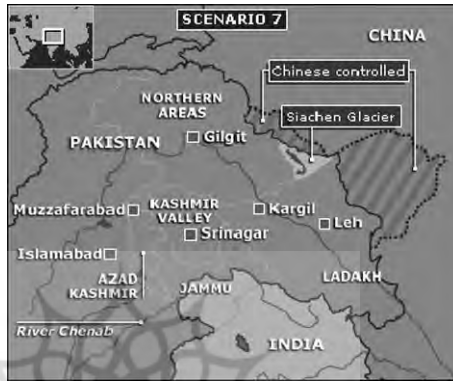 SCENARIO 7
CHINA
Chinese controlled
Siachen Glacier
NORTHERN
AREAS
PAKISTAN
Gilgit
Muzzafarabad
KASHMIR
VALLEY
Kargil
Srinagar
Leh
Islamabad
AZAD
KASHMIR
LADAKH
JAMMU
River Chenab
INDIA